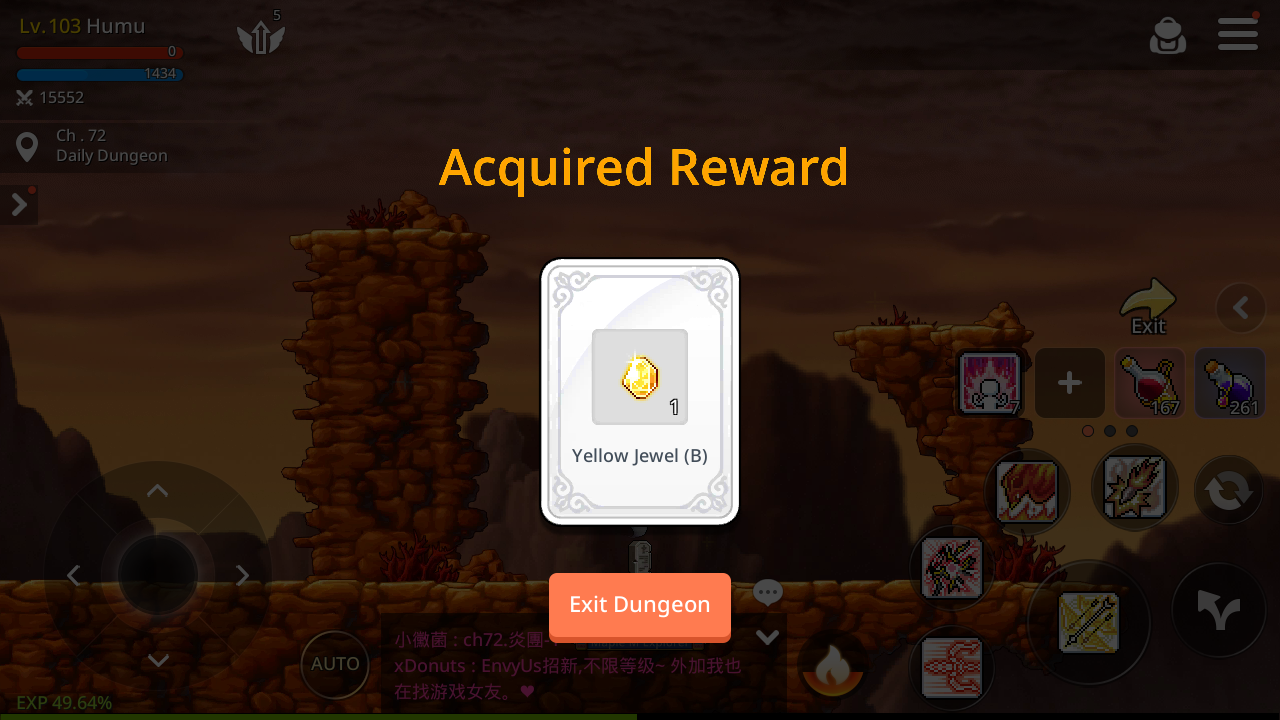 Lv.103 Humu
5
0
1434
15552
Ch . 72
Daily Dungeon
Acquired Reward
1
Yellow Jewel (B)
Exit
7
167
261
Exit Dungeon
小黴菌 : ch72.炎團~
xDonuts : EnvyUs招新,不限等级~ 外加我也
在找游戏女友。♥
AUTO
EXP 49.64%